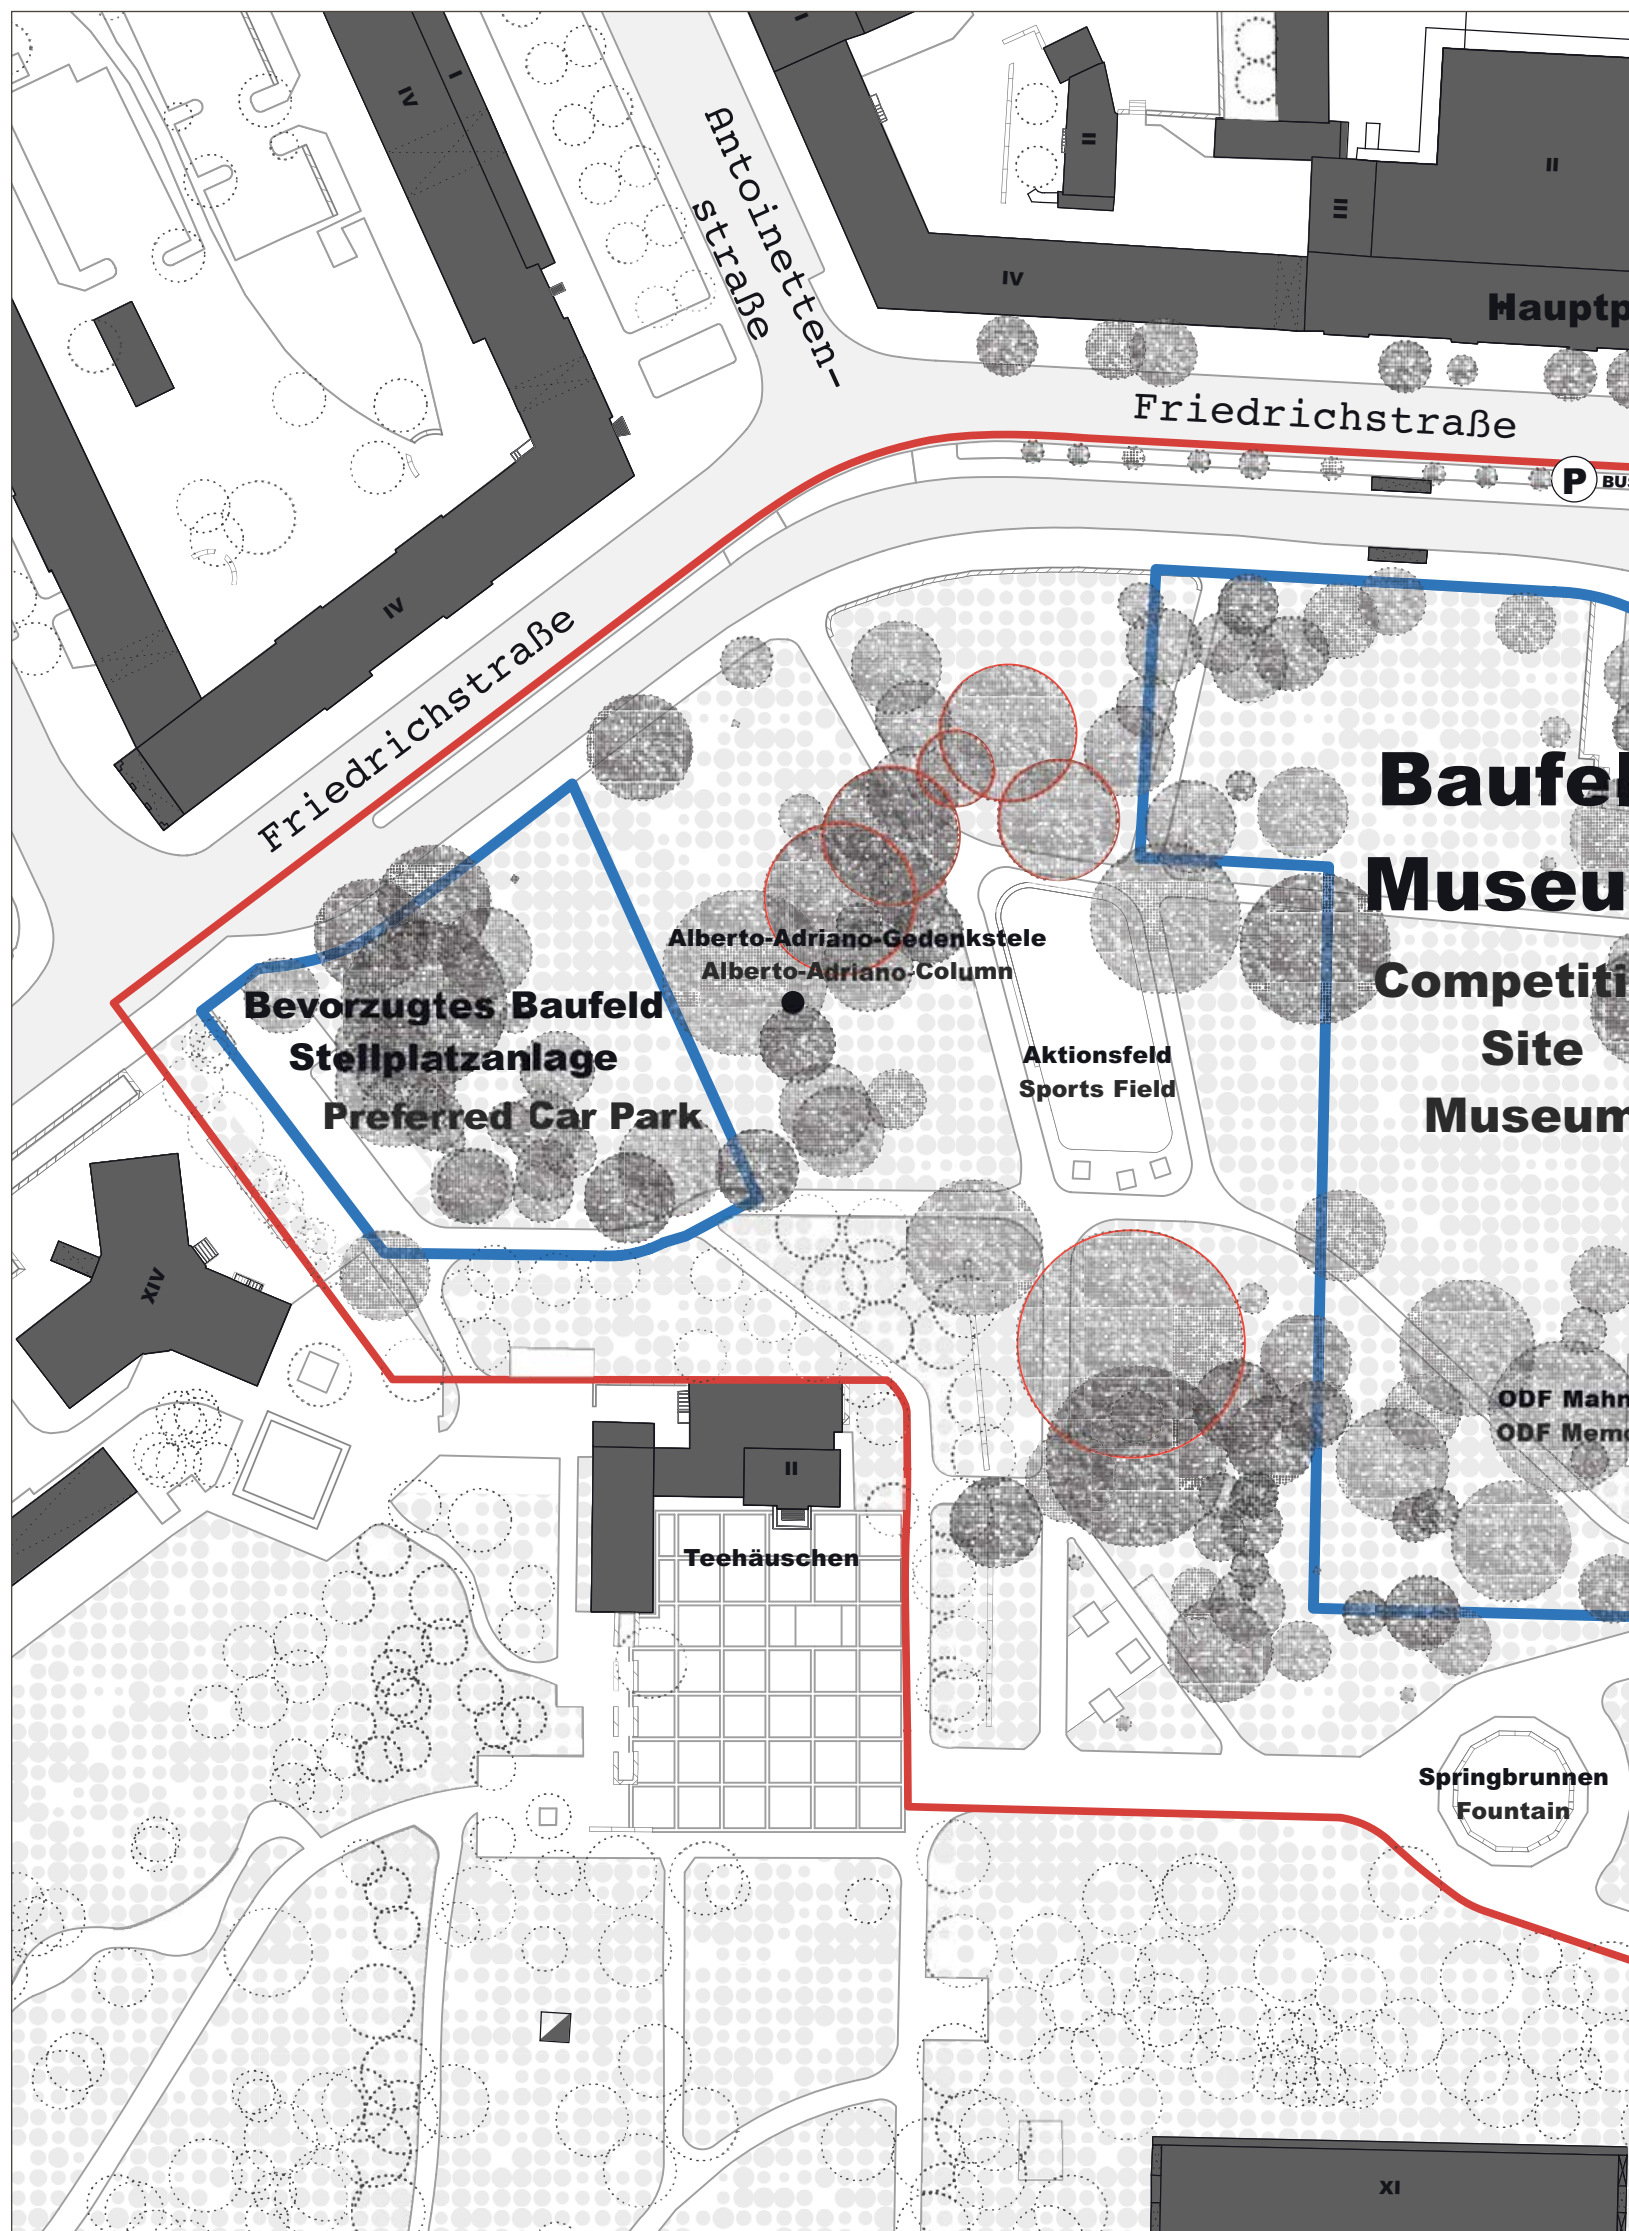 I
IV
I
Antoinetten-
straße
II
III
II
IV
Hauptp
Friedrichstraße
P BUS
IV
Friedrichstraße
Baufel
Museu
Alberto-Adriano-Gedenkstele
Alberto-Adriano-Column
Competiti
Site
Museum
Bevorzugtes Baufeld
Stellplatzanlage
Preferred Car Park
Aktionsfeld
Sports Field
XIV
ODF Mahn
ODF Memo
II
Teehäuschen
Springbrunnen
Fountain
XI